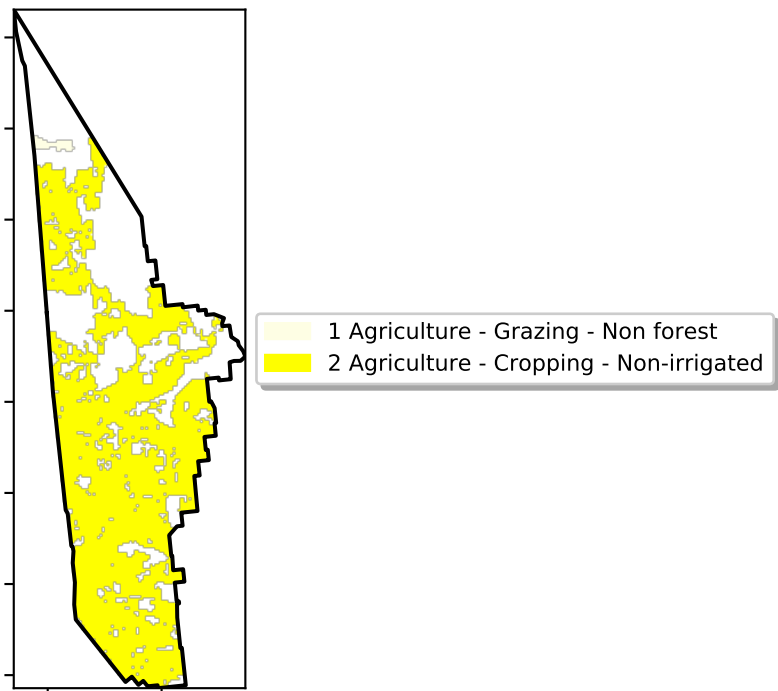 1 Agriculture - Grazing - Non forest
2 Agriculture - Cropping - Non-irrigated